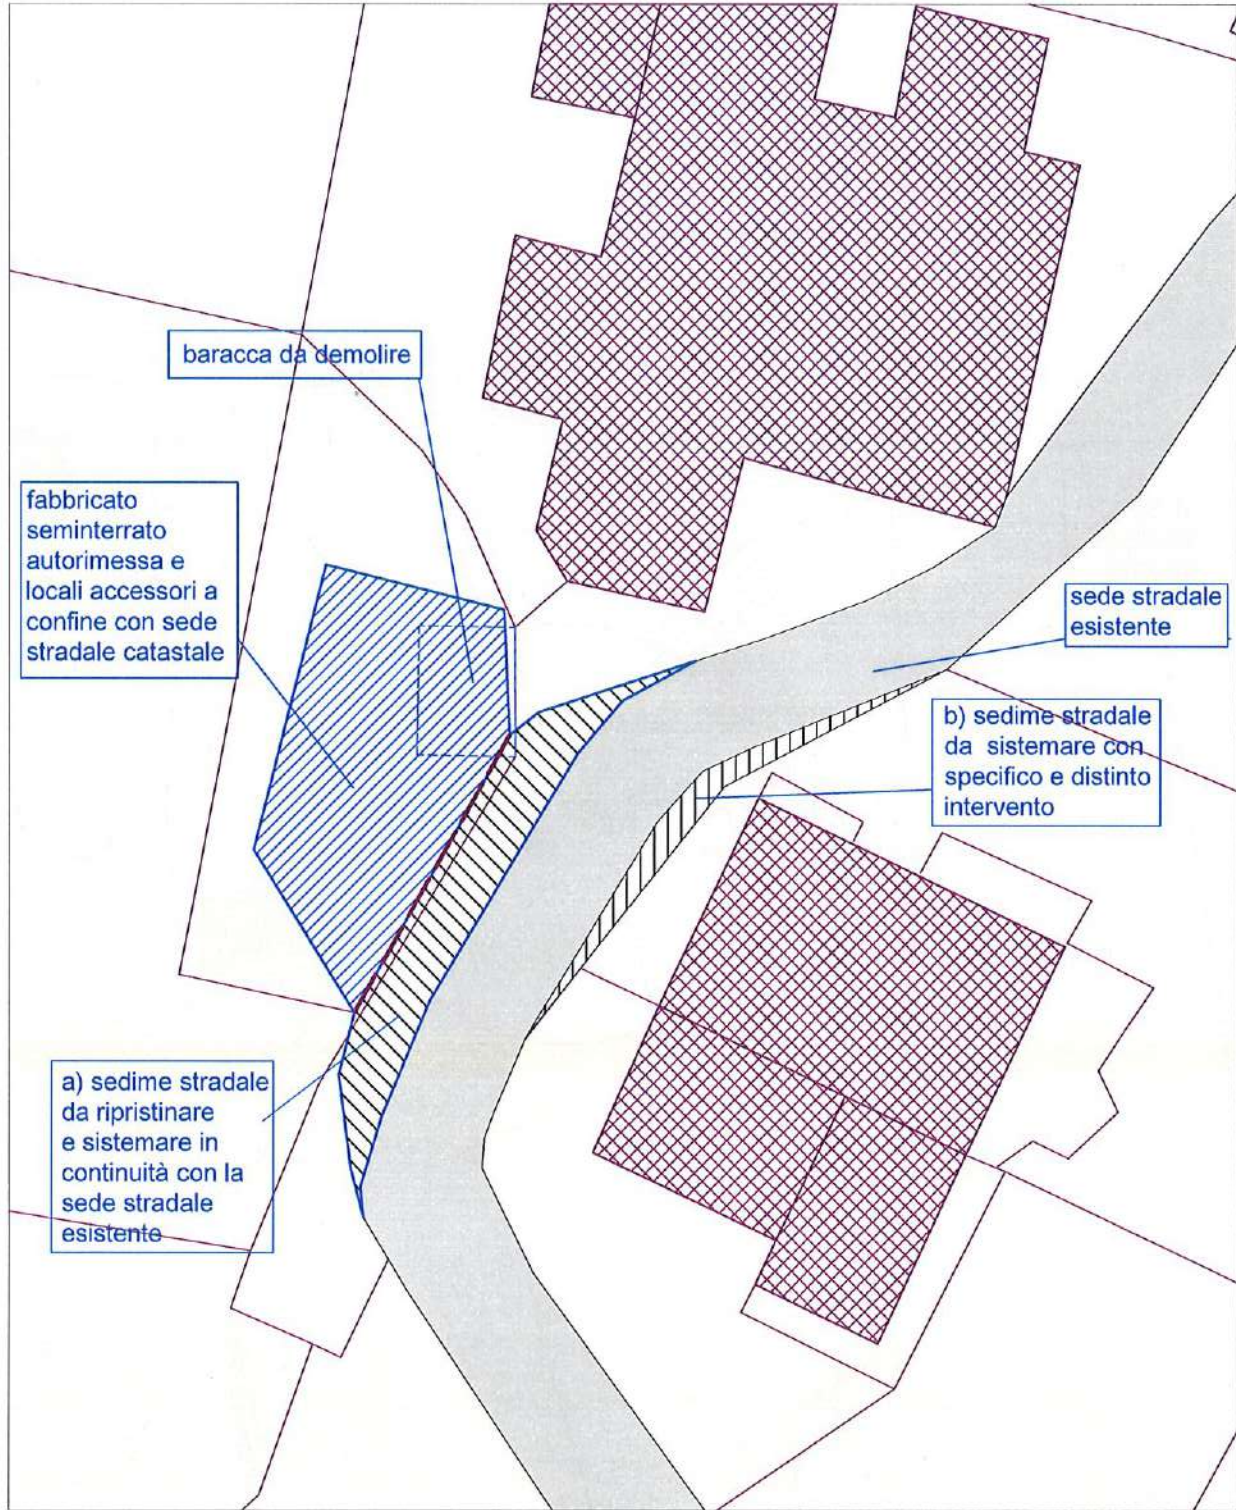 baracca da demolire
fabbricato
seminterrato
autorimessa e
locali accessori a
confine con sede
stradale catastale
sede stradale
esistente
b) sedime stradale
da sistemare con
specifico e distinto
intervento
a) sedime stradale
da ripristinare
e sistemare in
continuità con la
sede stradale
esistente